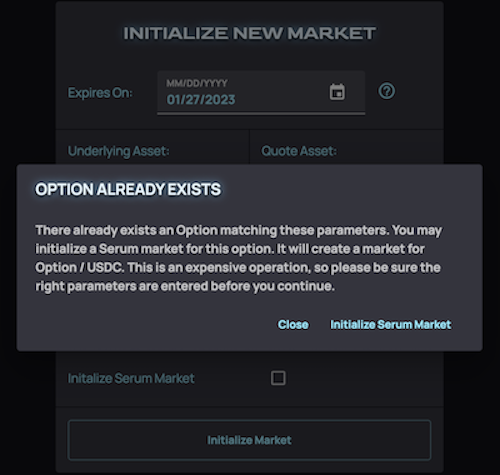 INITIALIZE NEW MARKET
MM/DD/YYYY
Expires On:
01/27/2023
Underlying Asset:
Quote Asset:
OPTION ALREADY EXISTS
There already exists an Option matching these parameters. You may
initialize a Serum market for this option. It will create a market for
Option / USDC. This is an expensive operation, so please be sure the
right parameters are entered before you continue.
Close
Initialize Serum Market
Initalize Serum Market
Initialize Market